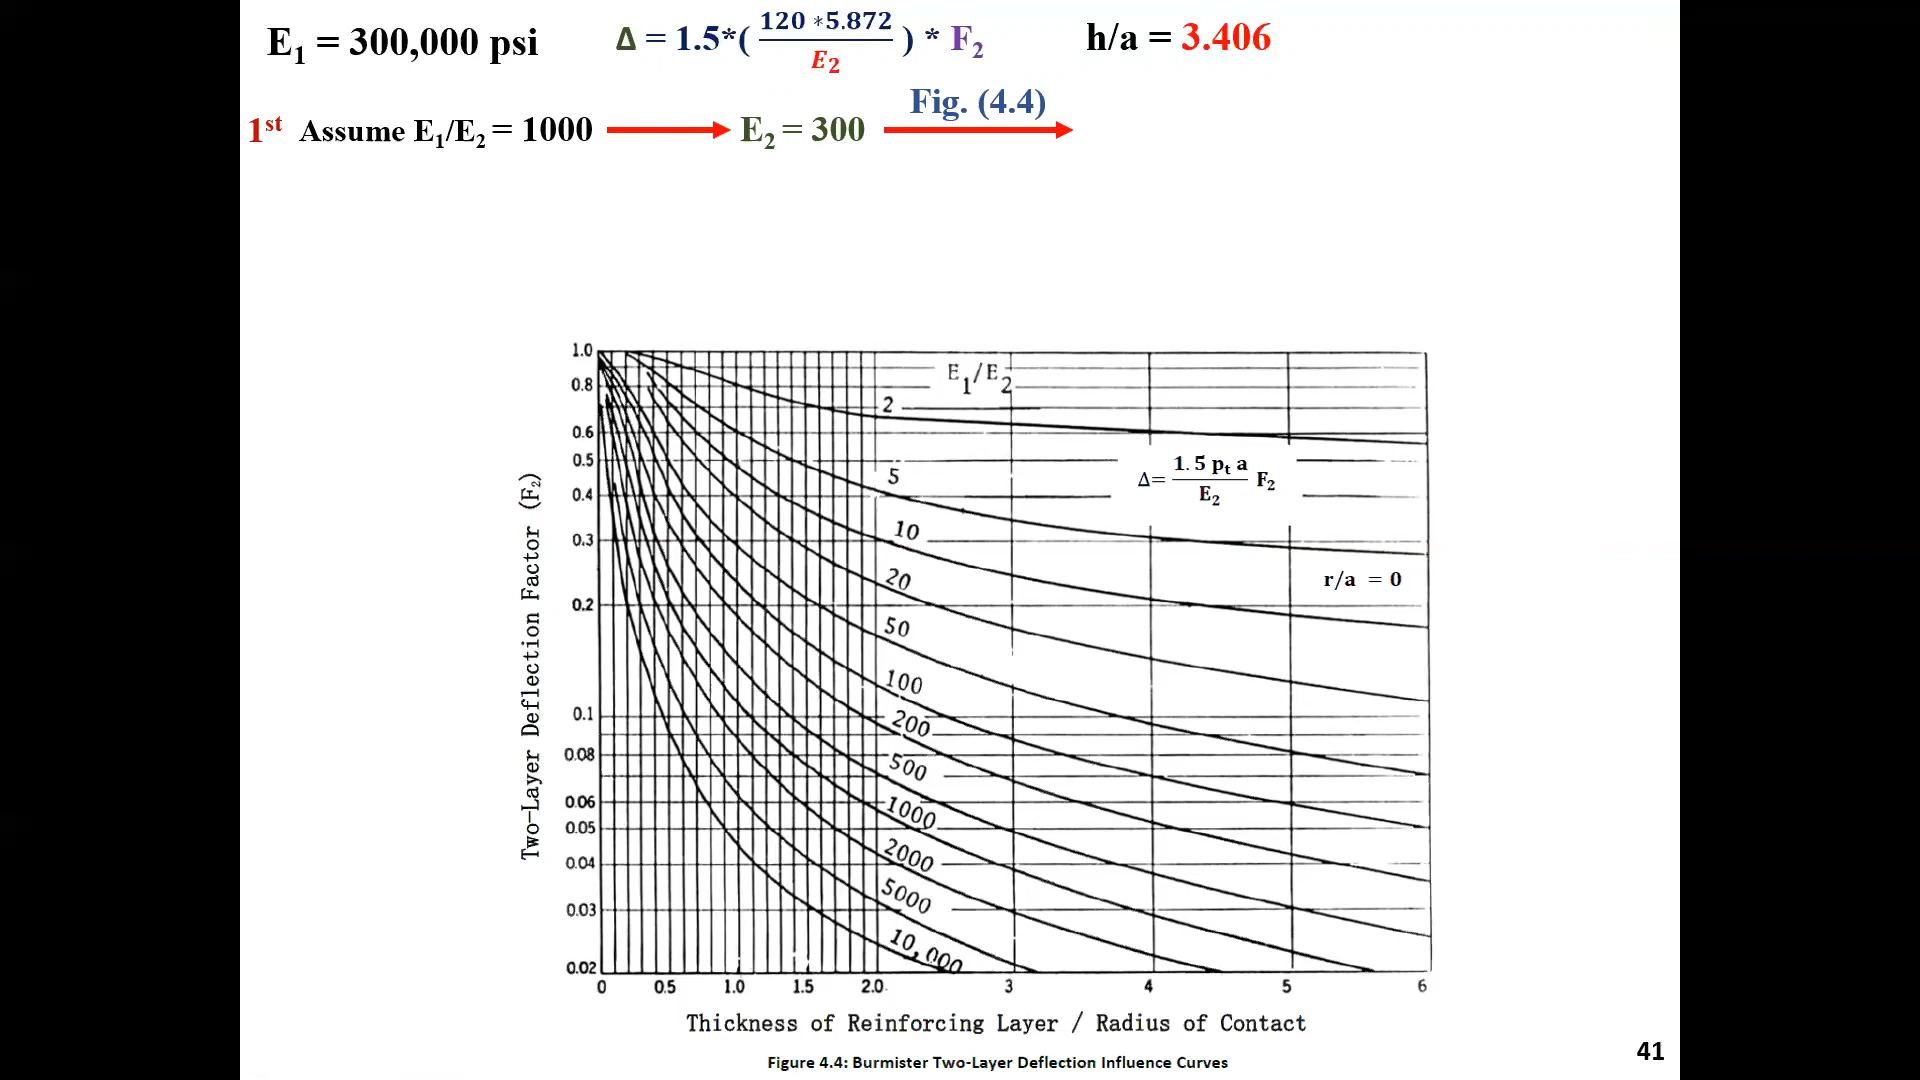 E₁ = 300,000 psi
Δ = 1.5*( 120 *5.872 / E₂ ) * F₂
h/a = 3.406
Fig. (4.4)
1st Assume E₁/E₂ = 1000
E₂ = 300
Two-Layer Deflection Factor (F₂)
1.0
0.8
0.6
0.5
0.4
0.3
0.2
0.1
0.08
0.06
0.05
0.04
0.03
0.02
E₁/E₂
2
5
10
20
50
100
200
500
1000
2000
5000
10,000
Δ= 1.5 pₜ a / E₂ F₂
r/a = 0
0 0.5 1.0 1.5 2.0 3 4 5 6
Thickness of Reinforcing Layer / Radius of Contact
Figure 4.4: Burmister Two-Layer Deflection Influence Curves
41